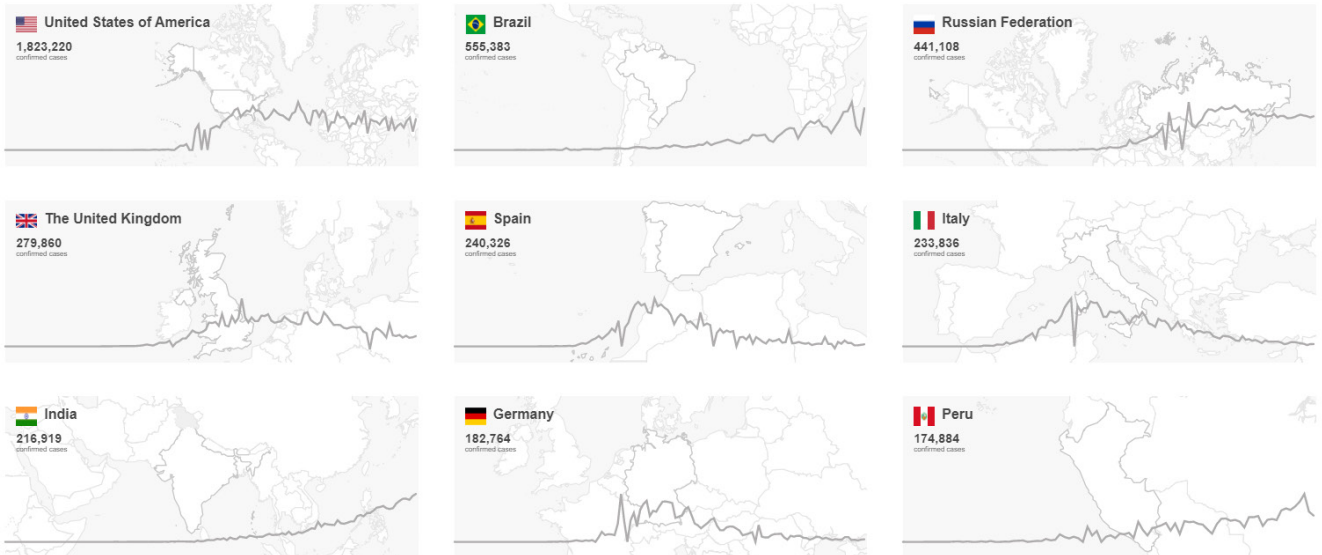 United States of America
1,823,220
confirmed cases
Brazil
555,383
confirmed cases
Russian Federation
441,108
confirmed cases
The United Kingdom
279,860
confirmed cases
Spain
240,326
confirmed cases
Italy
233,836
confirmed cases
India
216,919
confirmed cases
Germany
182,764
confirmed cases
Peru
174,884
confirmed cases